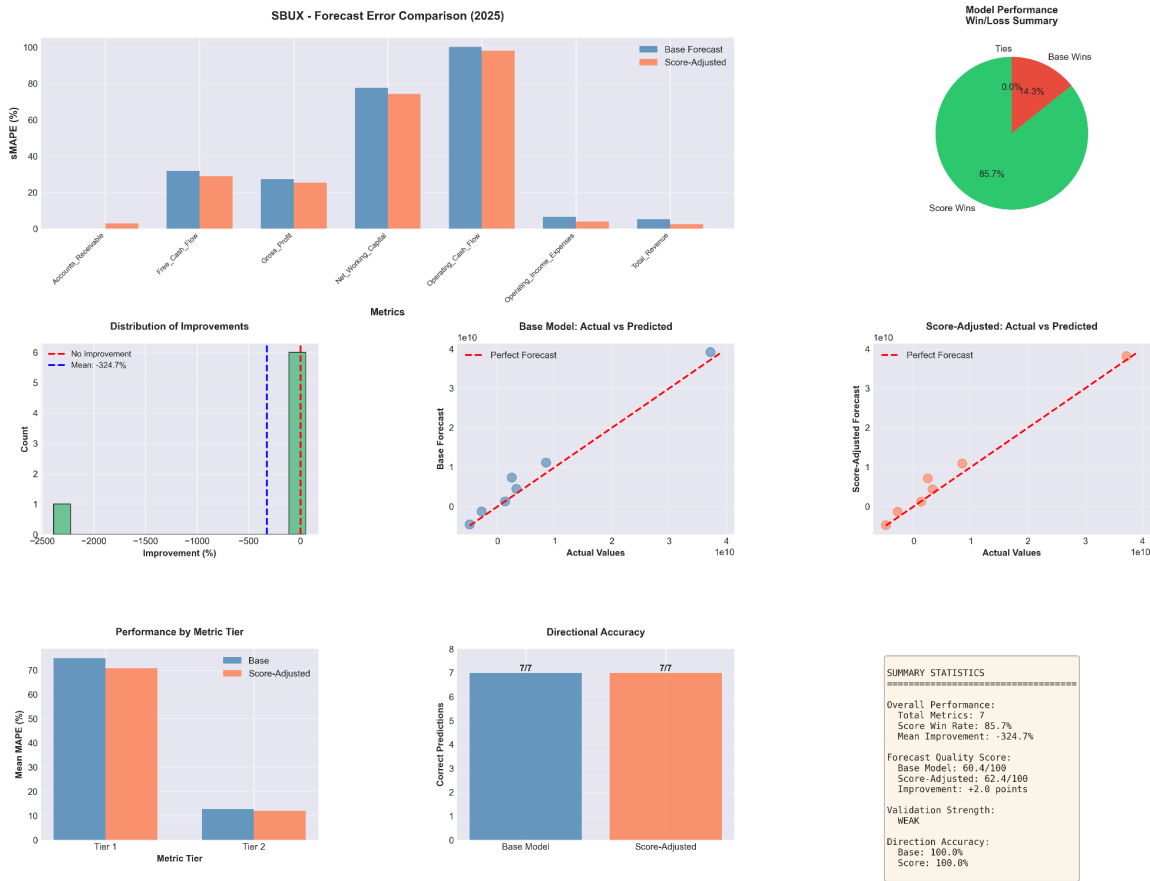 SBUX - Forecast Error Comparison (2025)
sMAPE (%)
100
80
60
40
20
0
Base Forecast
Score-Adjusted
Accounts_Receivable
Free_Cash_Flow
Gross_Profit
Net_Working_Capital
Operating_Cash_Flow
Operating_Income_Expenses
Total_Revenue
Metrics
Model Performance
Win/Loss Summary
Ties
Base Wins
0.0%
14.3%
85.7%
Score Wins
Distribution of Improvements
Count
6
5
4
3
2
1
0
No Improvement
Mean: -324.7%
−2500
−2000
−1500
−1000
−500
0
Improvement (%)
Base Model: Actual vs Predicted
1e10
Base Forecast
4
3
2
1
0
Perfect Forecast
0
1
2
3
4
Actual Values
1e10
Score-Adjusted: Actual vs Predicted
1e10
Score-Adjusted Forecast
4
3
2
1
0
Perfect Forecast
0
1
2
3
4
Actual Values
1e10
Performance by Metric Tier
Mean MAPE (%)
70
60
50
40
30
20
10
0
Base
Score-Adjusted
Tier 1
Tier 2
Metric Tier
Directional Accuracy
Correct Predictions
8
7
6
5
4
3
2
1
0
7/7
7/7
Base Model
Score-Adjusted
SUMMARY STATISTICS
===================================
Overall Performance:
Total Metrics: 7
Score Win Rate: 85.7%
Mean Improvement: -324.7%
Forecast Quality Score:
Base Model: 60.4/100
Score-Adjusted: 62.4/100
Improvement: +2.0 points
Validation Strength:
WEAK
Direction Accuracy:
Base: 100.0%
Score: 100.0%